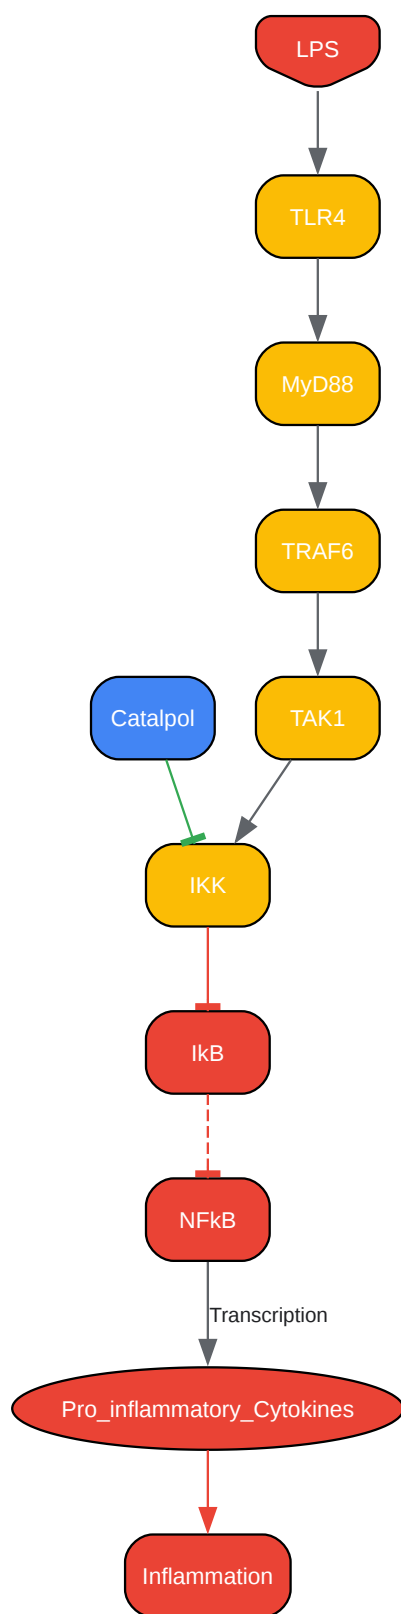 LPS
TLR4
MyD88
TRAF6
Catalpol
TAK1
IKK
IkB
NFkB
Transcription
Pro_inflammatory_Cytokines
Inflammation